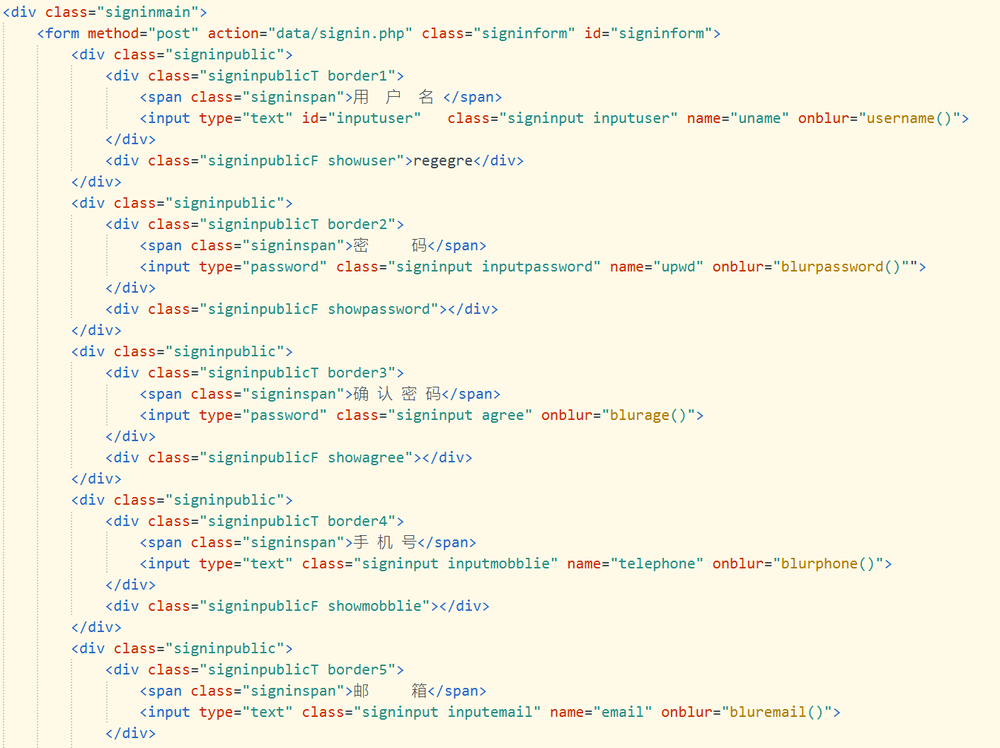 <div class="signinmain">
<form method="post" action="data/signin.php" class="signinform" id="signinform">
<div class="signinpublic">
<div class="signinpublicT border1">
<span class="signinspan">用  户  名 </span>
<input type="text" id="inputuser"   class="signinput inputuser" name="uname" onblur="username()">
</div>
<div class="signinpublicF showuser">regegre</div>
</div>
<div class="signinpublic">
<div class="signinpublicT border2">
<span class="signinspan">密     码</span>
<input type="password" class="signinput inputpassword" name="upwd" onblur="blurpassword()"">
</div>
<div class="signinpublicF showpassword"></div>
</div>
<div class="signinpublic">
<div class="signinpublicT border3">
<span class="signinspan">确 认 密 码</span>
<input type="password" class="signinput agree" onblur="blurage()">
</div>
<div class="signinpublicF showagree"></div>
</div>
<div class="signinpublic">
<div class="signinpublicT border4">
<span class="signinspan">手 机 号</span>
<input type="text" class="signinput inputmobblie" name="telephone" onblur="blurphone()">
</div>
<div class="signinpublicF showmobblie"></div>
</div>
<div class="signinpublic">
<div class="signinpublicT border5">
<span class="signinspan">邮     箱</span>
<input type="text" class="signinput inputemail" name="email" onblur="bluremail()">
</div>